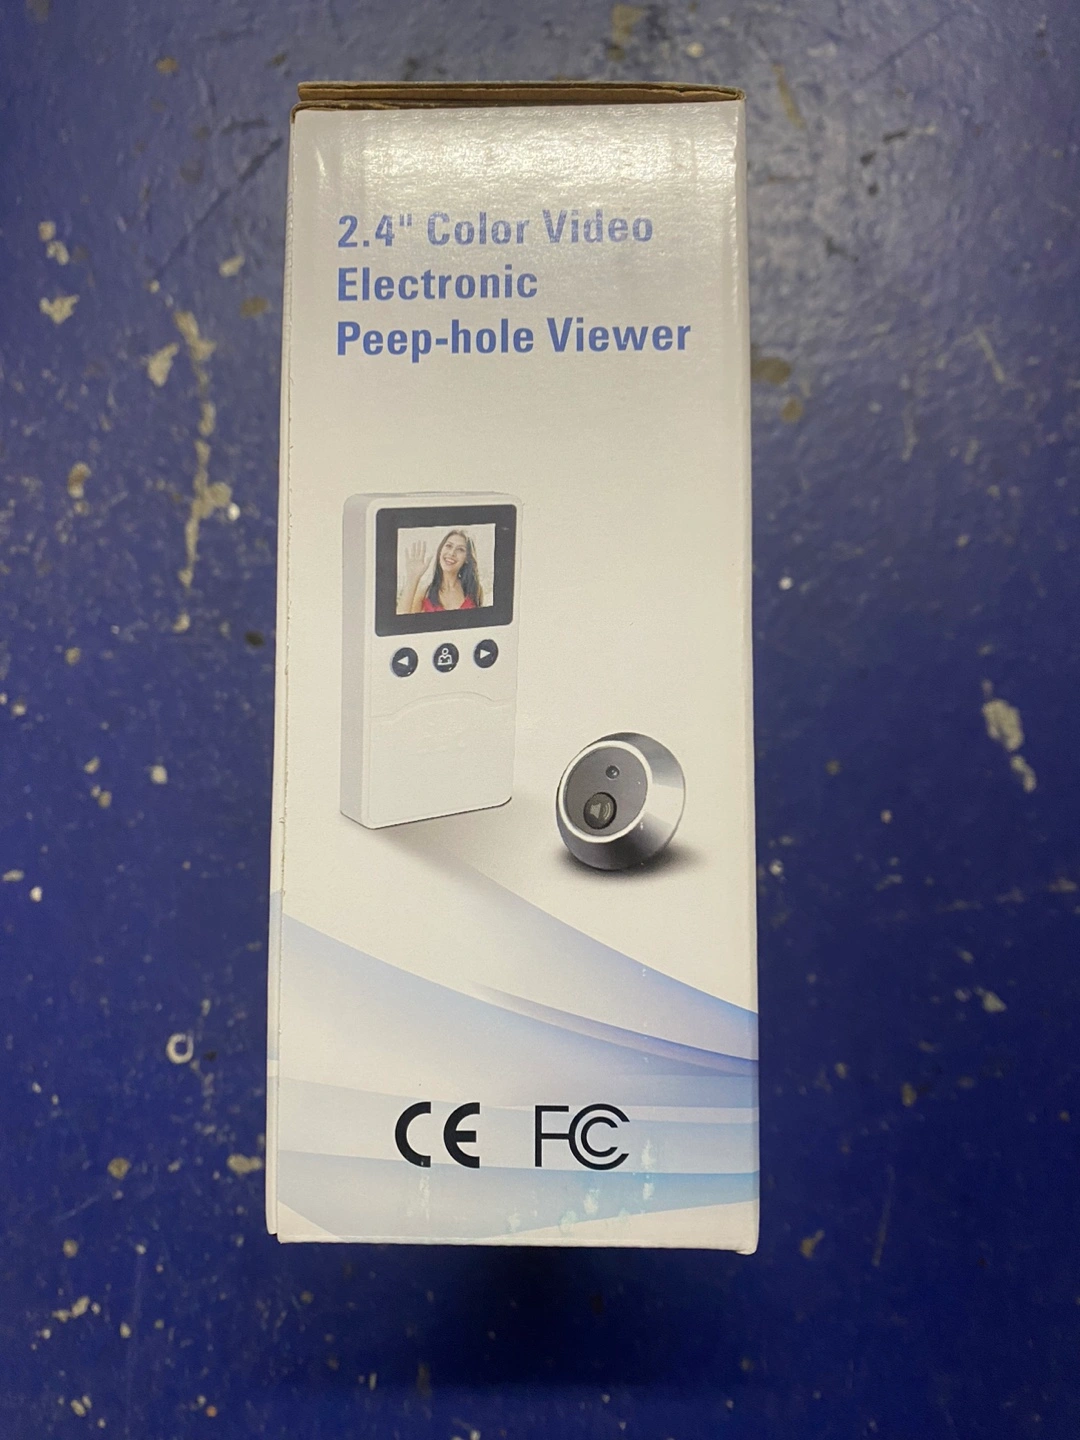 2.4" Color Video
Electronic
Peep-hole Viewer
CE FC